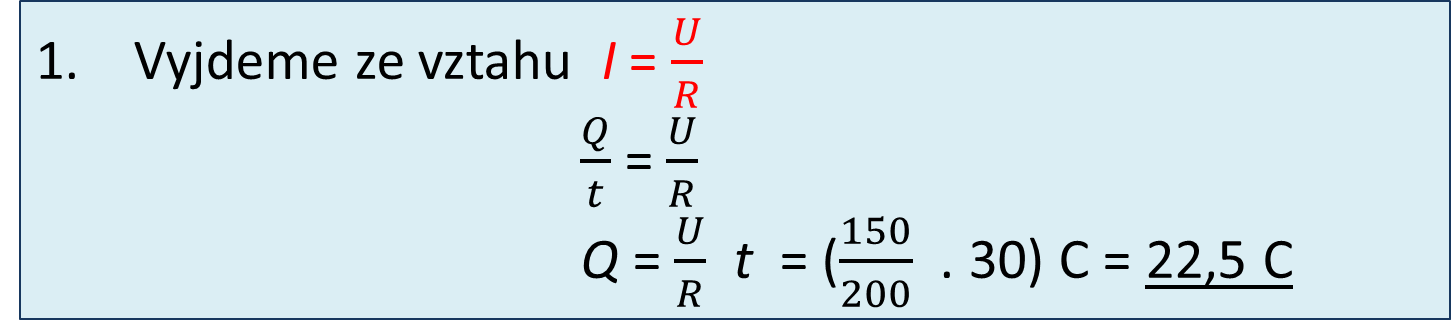 1. Vyjdeme ze vztahu I = U/R
Q/t = U/R
Q = U/R t = (150/200 . 30) C = 22,5 C